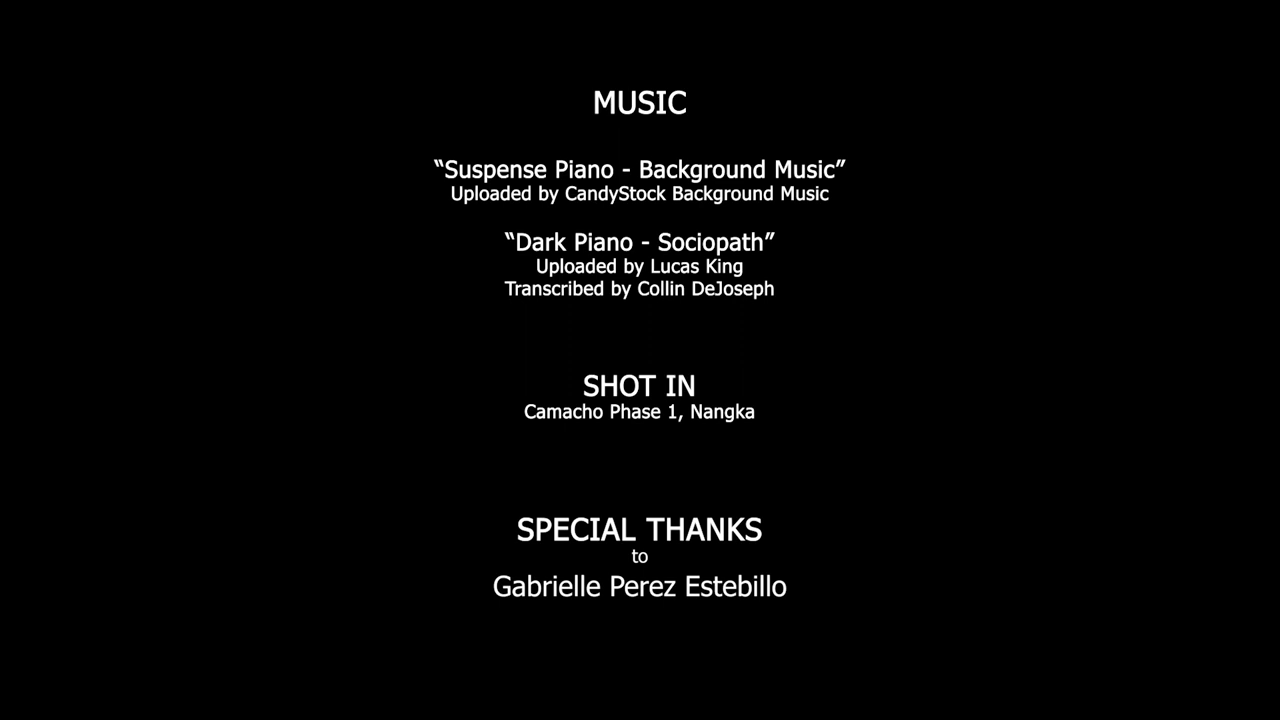 MUSIC
“Suspense Piano - Background Music”
Uploaded by CandyStock Background Music
“Dark Piano - Sociopath”
Uploaded by Lucas King
Transcribed by Collin DeJoseph
SHOT IN
Camacho Phase 1, Nangka
SPECIAL THANKS
to
Gabrielle Perez Estebillo